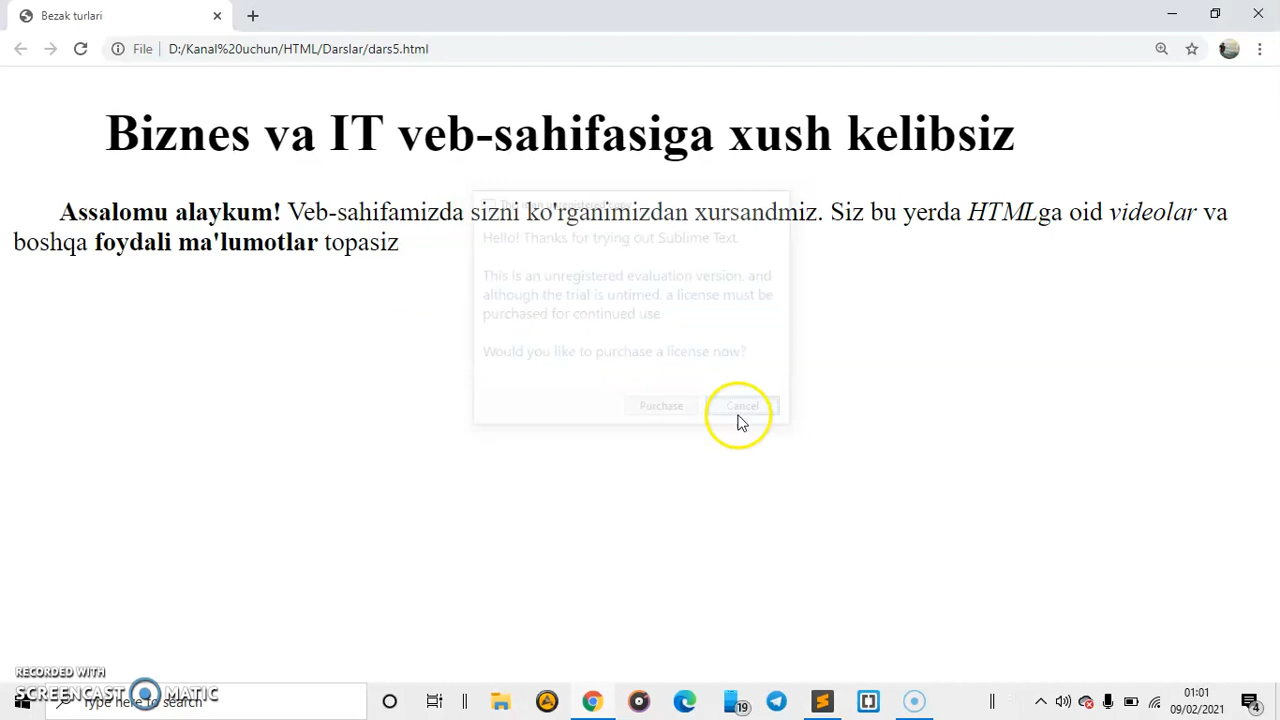 Bezak turlari
File
D:/Kanal%20uchun/HTML/Darslar/dars5.html
Biznes va IT veb-sahifasiga xush kelibsiz
Assalomu alaykum! Veb-sahifamizda sizni ko'rganimizdan xursandmiz. Siz bu yerda HTMLga oid videolar va
boshqa foydali ma'lumotlar topasiz
Hello! Thanks for trying out Sublime Text.
This is an unregistered evaluation version, and
although the trial is untimed, a license must be
purchased for continued use.
Would you like to purchase a license now?
Purchase
Cancel
RECORDED WITH
SCREENCAST MATIC
Type here to search
19
01:01
09/02/2021
4